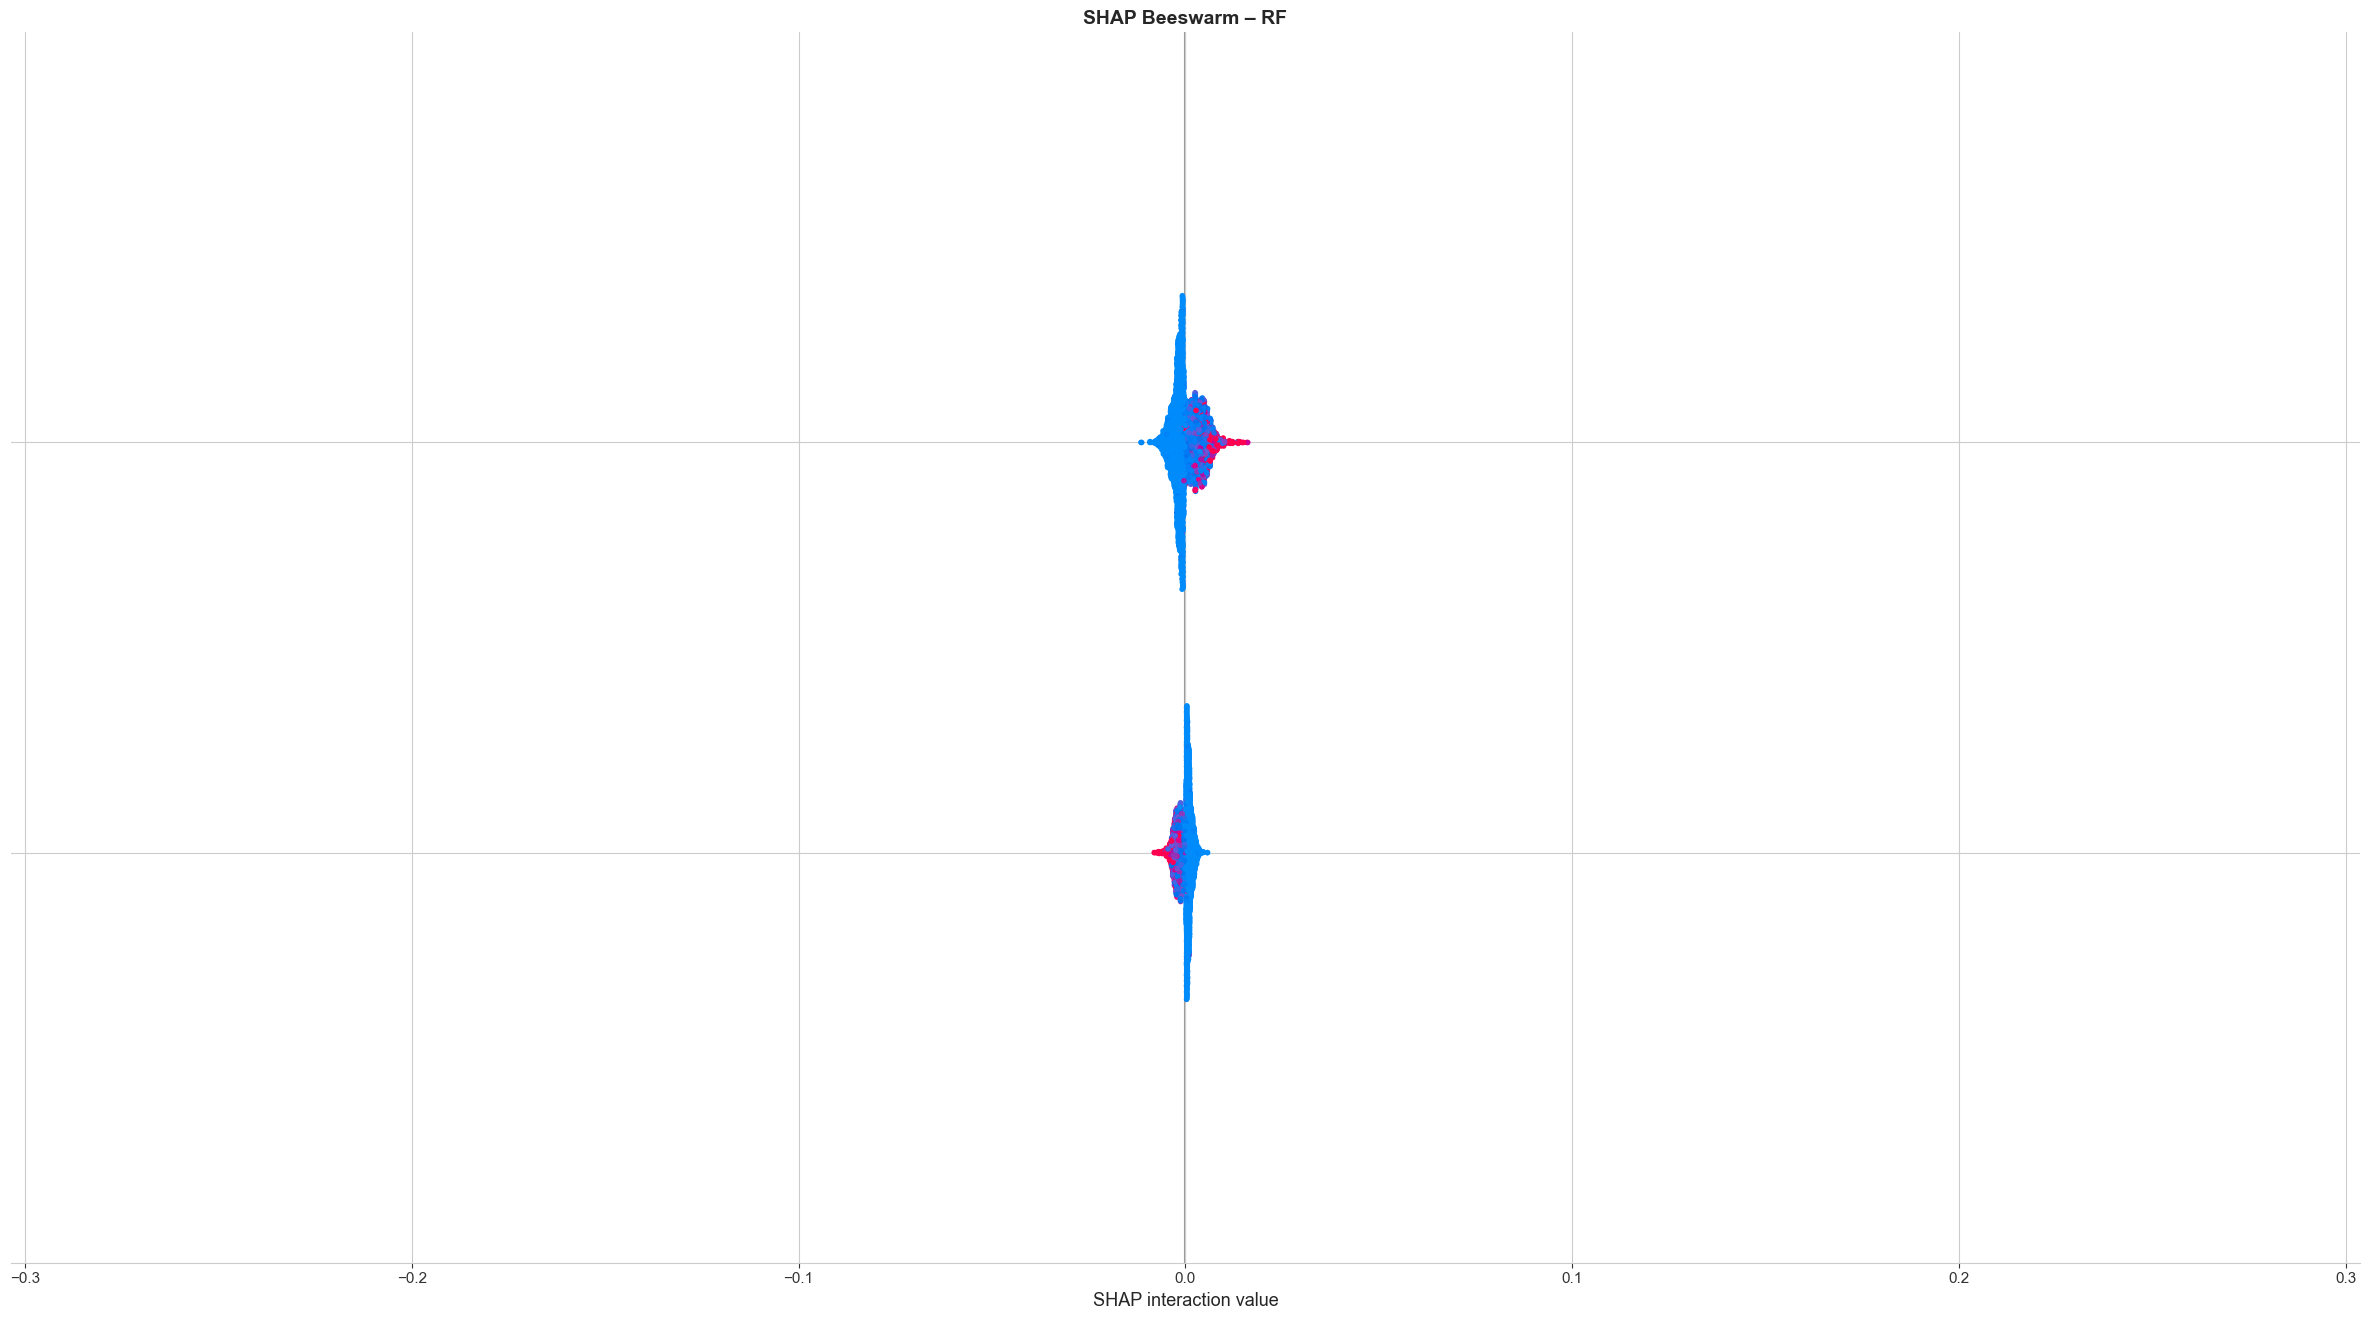 SHAP Beeswarm – RF
−0.3 −0.2 −0.1 0.0 0.1 0.2 0.3
SHAP interaction value